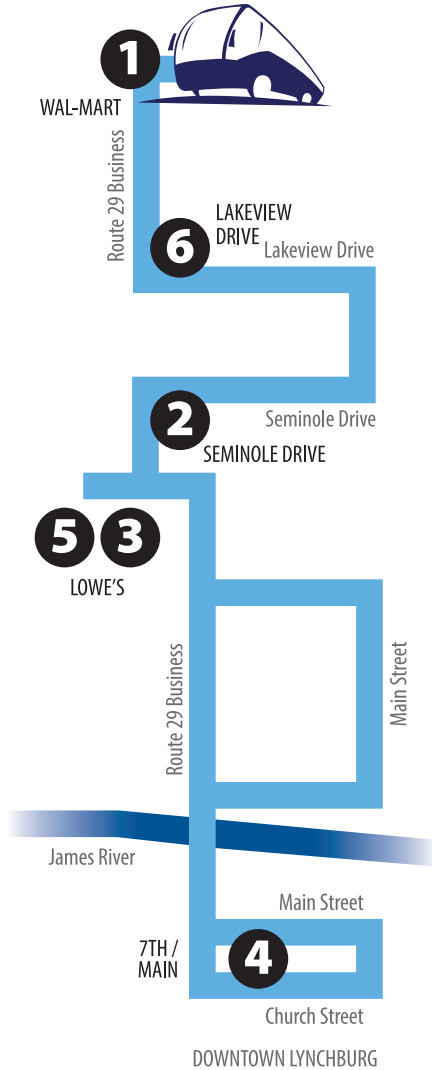 1
WAL-MART
Route 29 Business
LAKEVIEW
DRIVE
6
Lakeview Drive
2
Seminole Drive
SEMINOLE DRIVE
5 3
LOWE'S
Route 29 Business
Main Street
James River
Main Street
7TH /
MAIN
4
Church Street
DOWNTOWN LYNCHBURG